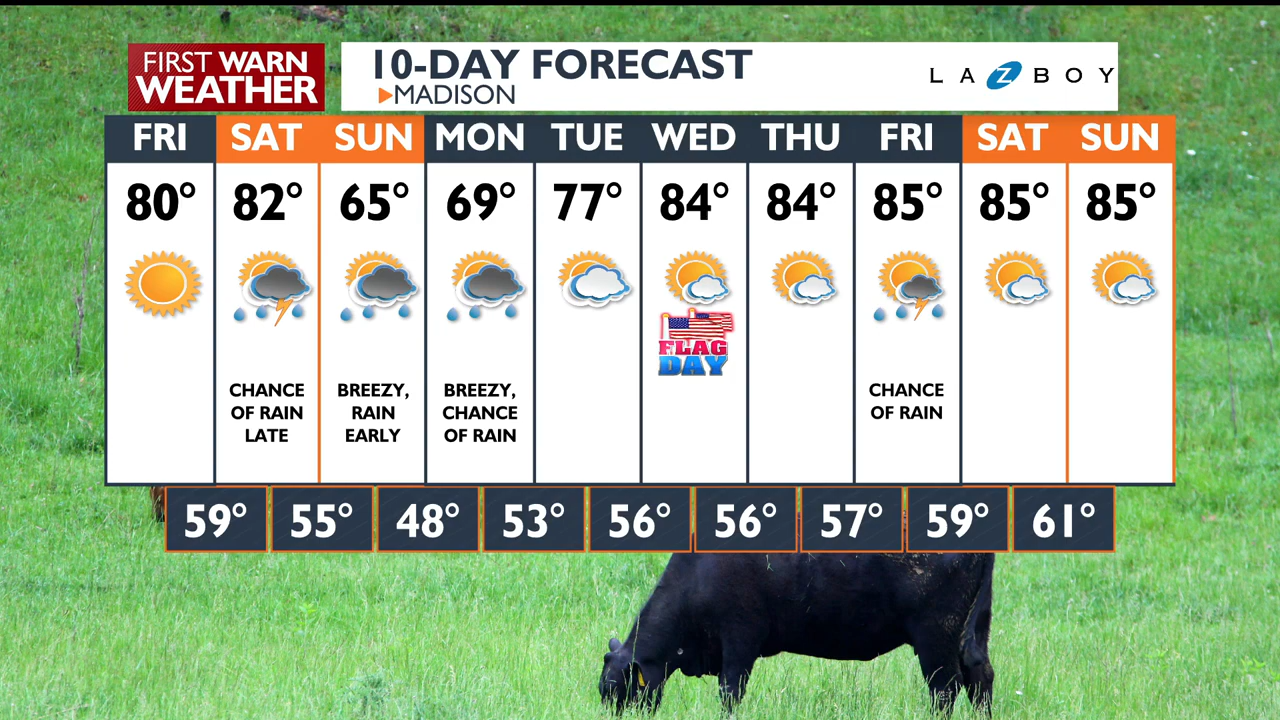 FIRST WARN
WEATHER
10-DAY FORECAST
MADISON
LA Z BOY
FRI SAT SUN MON TUE WED THU FRI SAT SUN
80° 82° 65° 69° 77° 84° 84° 85° 85° 85°
FLAG
DAY
CHANCE
OF RAIN
LATE
BREEZY,
RAIN
EARLY
BREEZY,
CHANCE
OF RAIN
CHANCE
OF RAIN
59° 55° 48° 53° 56° 56° 57° 59° 61°